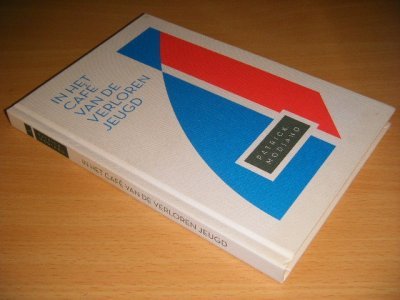 IN HET
CAFÉ
VAN DE
VERLOREN
JEUGD
PATRICK
MODIANO
IN HET CAFÉ VAN DE VERLOREN JEUGD